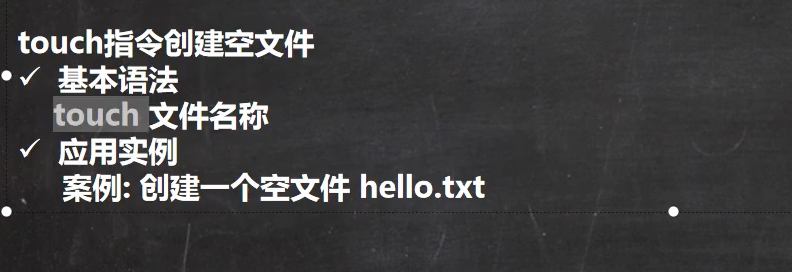 touch指令创建空文件
✓ 基本语法
touch 文件名称
✓ 应用实例
案例: 创建一个空文件 hello.txt